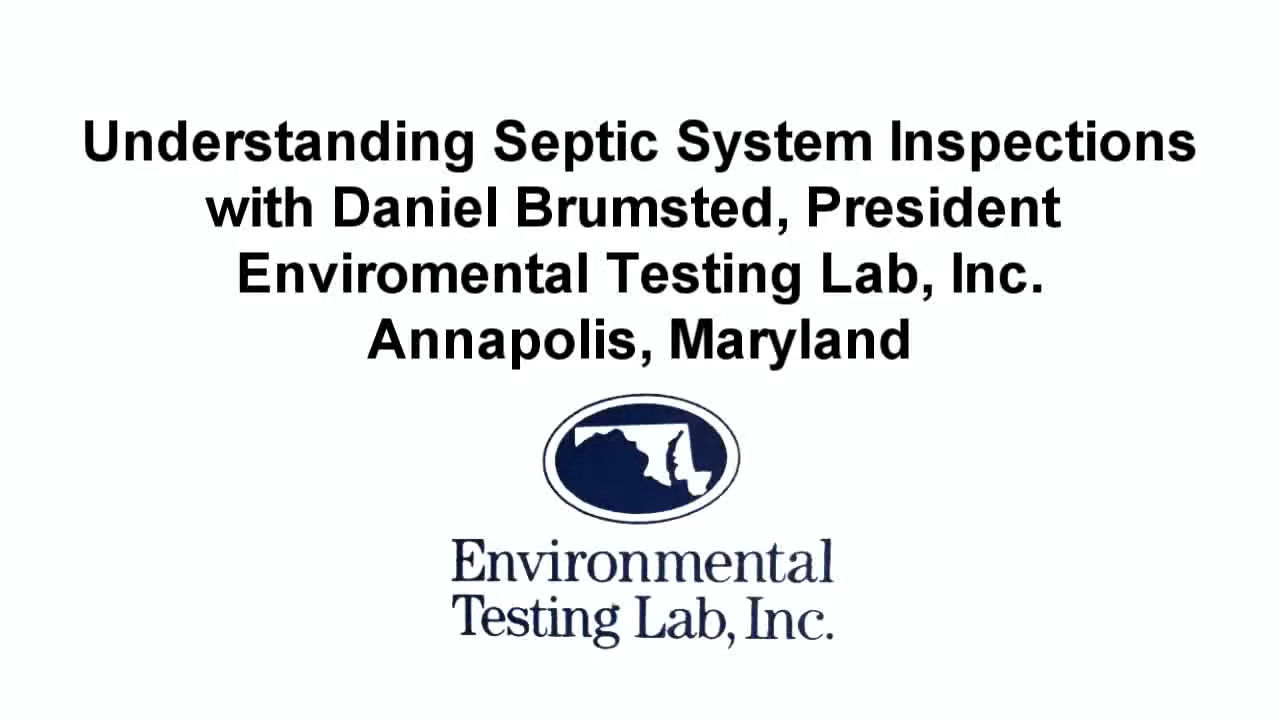 Understanding Septic System Inspections
with Daniel Brumsted, President
Enviromental Testing Lab, Inc.
Annapolis, Maryland
Environmental
Testing Lab, Inc.